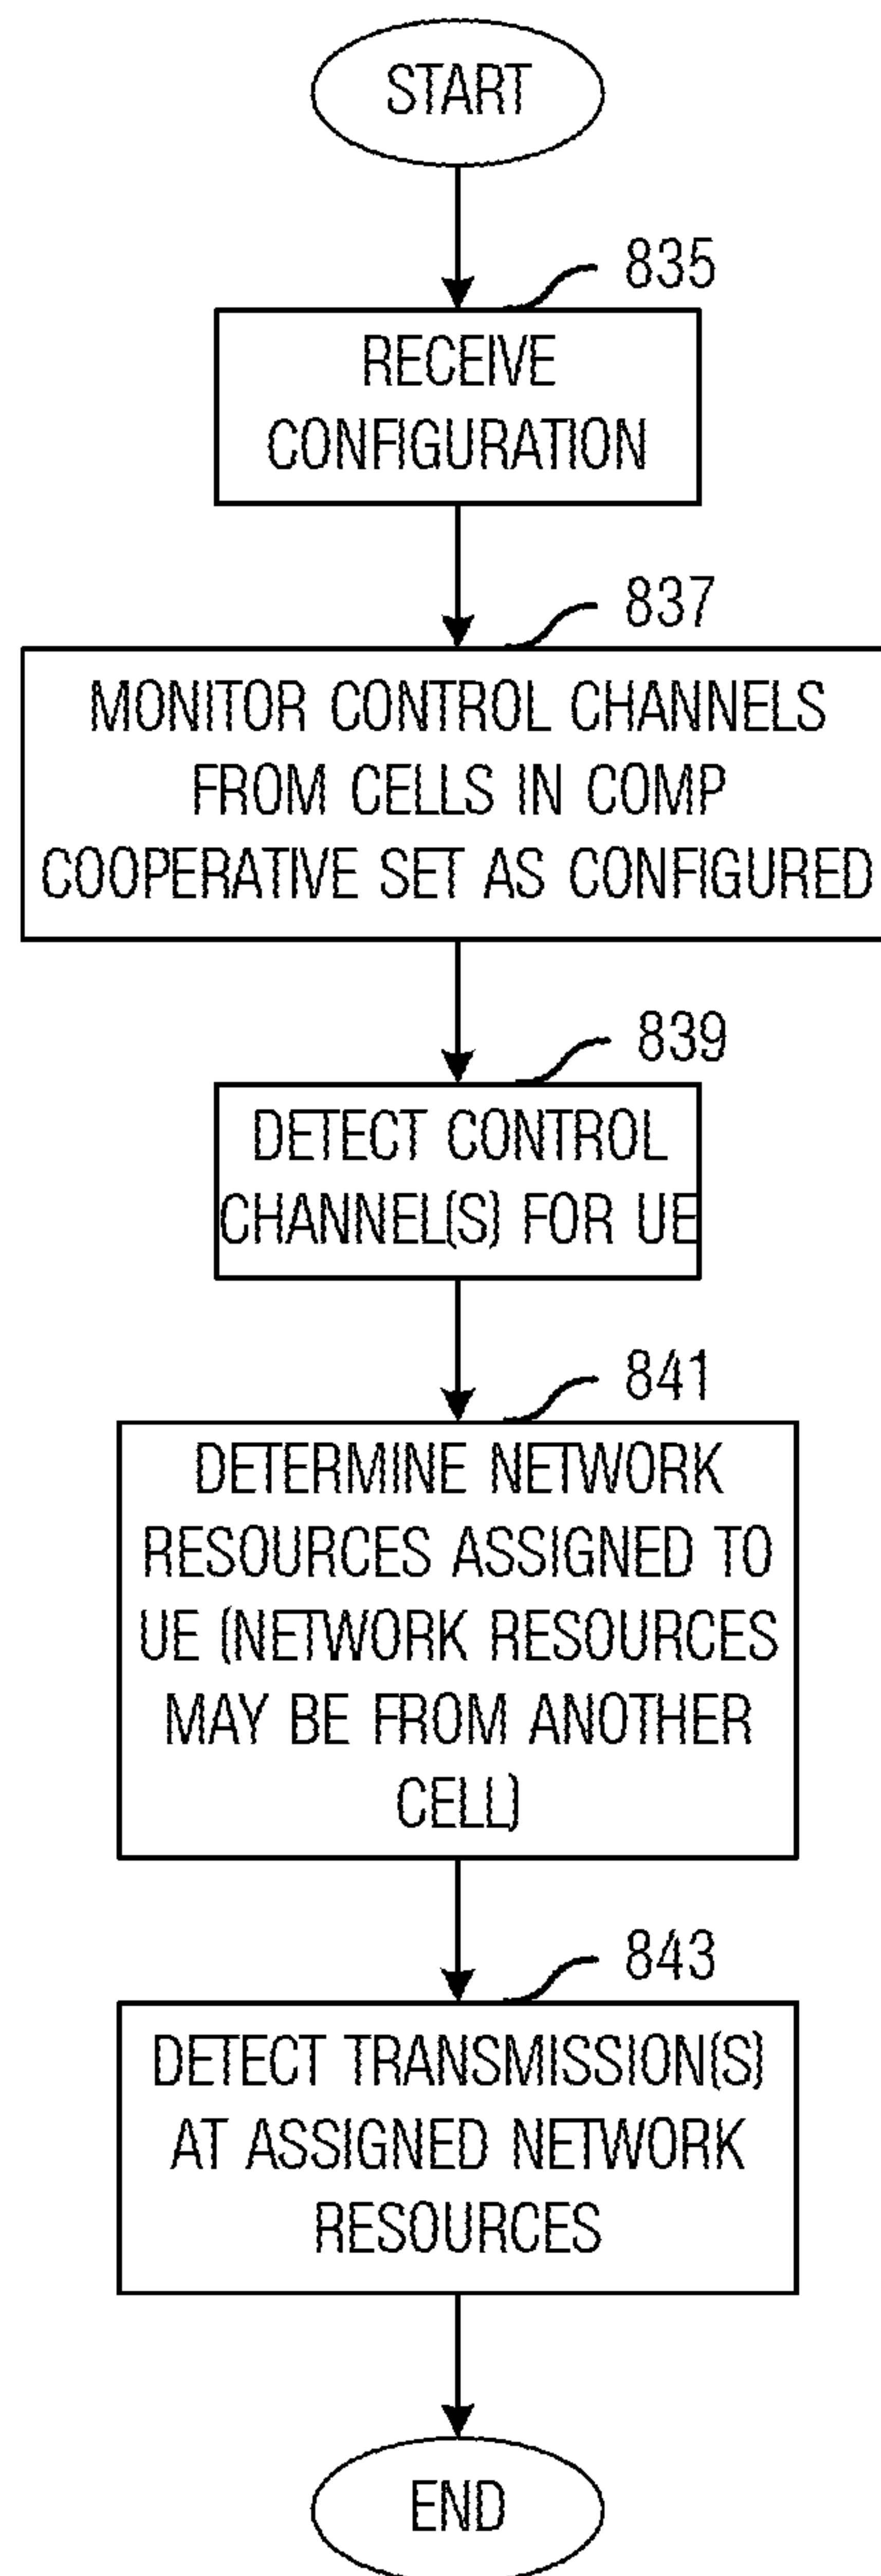 START
835
RECEIVE
CONFIGURATION
837
MONITOR CONTROL CHANNELS
FROM CELLS IN COMP
COOPERATIVE SET AS CONFIGURED
839
DETECT CONTROL
CHANNEL(S) FOR UE
841
DETERMINE NETWORK
RESOURCES ASSIGNED TO
UE (NETWORK RESOURCES
MAY BE FROM ANOTHER
CELL)
843
DETECT TRANSMISSION(S)
AT ASSIGNED NETWORK
RESOURCES
END